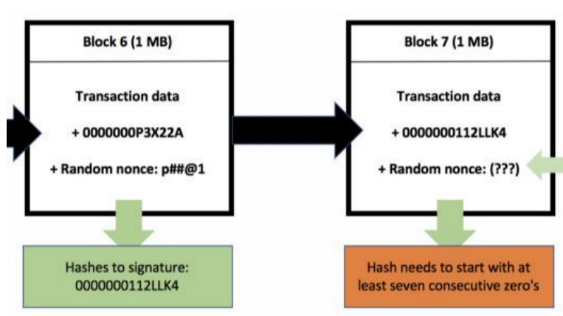 Block 6 (1 MB)
Transaction data
+ 0000000P3X22A
+ Random nonce: p##@1
Hashes to signature:
0000000112LLK4
Block 7 (1 MB)
Transaction data
+ 0000000112LLK4
+ Random nonce: (???)
Hash needs to start with at
least seven consecutive zero's